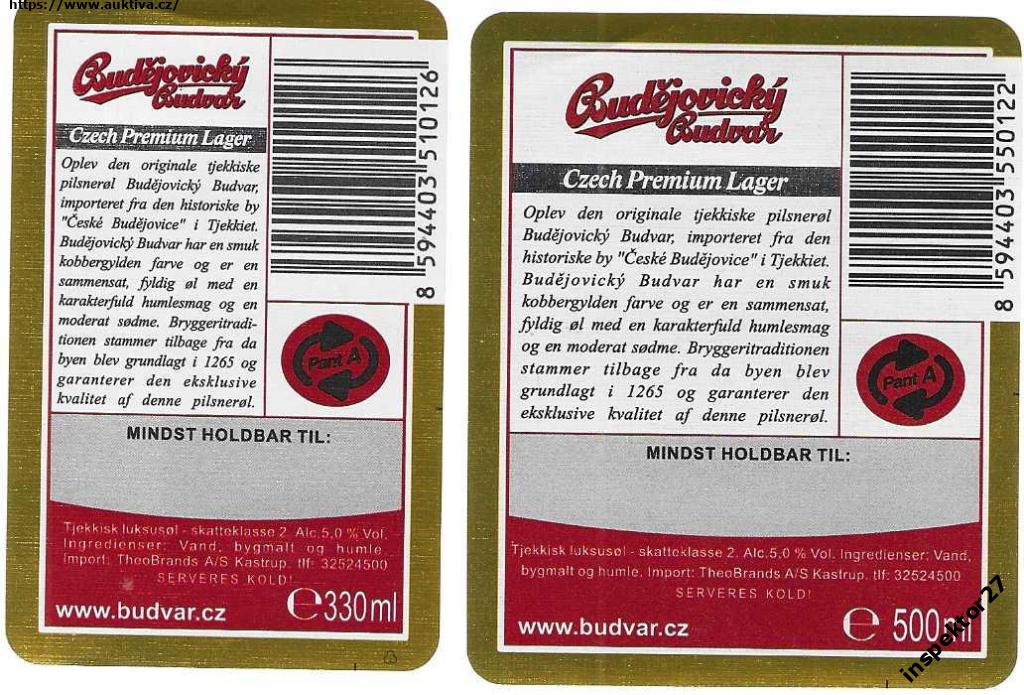 https://www.auktiva.cz/
Budějovický
Budvar
Czech Premium Lager
Oplev den originale tjekkiske
pilsnerøl Budějovický Budvar,
importeret fra den historiske by
"České Budějovice" i Tjekkiet.
Budějovický Budvar har en smuk
kobbergylden farve og er en
sammensat, fyldig øl med en
karakterfuld humlesmag og en
moderat sødme. Bryggeritradi-
tionen stammer tilbage fra da
byen blev grundlagt i 1265 og
garanterer den eksklusive
kvalitet af denne pilsnerøl.
8 594403 510126
Pant A
MINDST HOLDBAR TIL:
Tjekkisk luksusøl - skatteklasse 2. Alc.5,0 % Vol.
Ingredienser: Vand, bygmalt og humle.
Import: TheoBrands A/S Kastrup. tlf: 32524500
SERVERES KOLD!
www.budvar.cz
℮330ml
Budějovický
Budvar
Czech Premium Lager
Oplev den originale tjekkiske pilsnerøl
Budějovický Budvar, importeret fra den
historiske by "České Budějovice" i Tjekkiet.
Budějovický Budvar har en smuk
kobbergylden farve og er en sammensat,
fyldig øl med en karakterfuld humlesmag
og en moderat sødme. Bryggeritraditionen
stammer tilbage fra da byen blev
grundlagt i 1265 og garanterer den
eksklusive kvalitet af denne pilsnerøl.
8 594403 550122
Pant A
MINDST HOLDBAR TIL:
Tjekkisk luksusøl - skatteklasse 2. Alc.5,0 % Vol. Ingredienser: Vand,
bygmalt og humle. Import: TheoBrands A/S Kastrup. tlf: 32524500
SERVERES KOLD!
www.budvar.cz
℮ 500ml
inspektor27